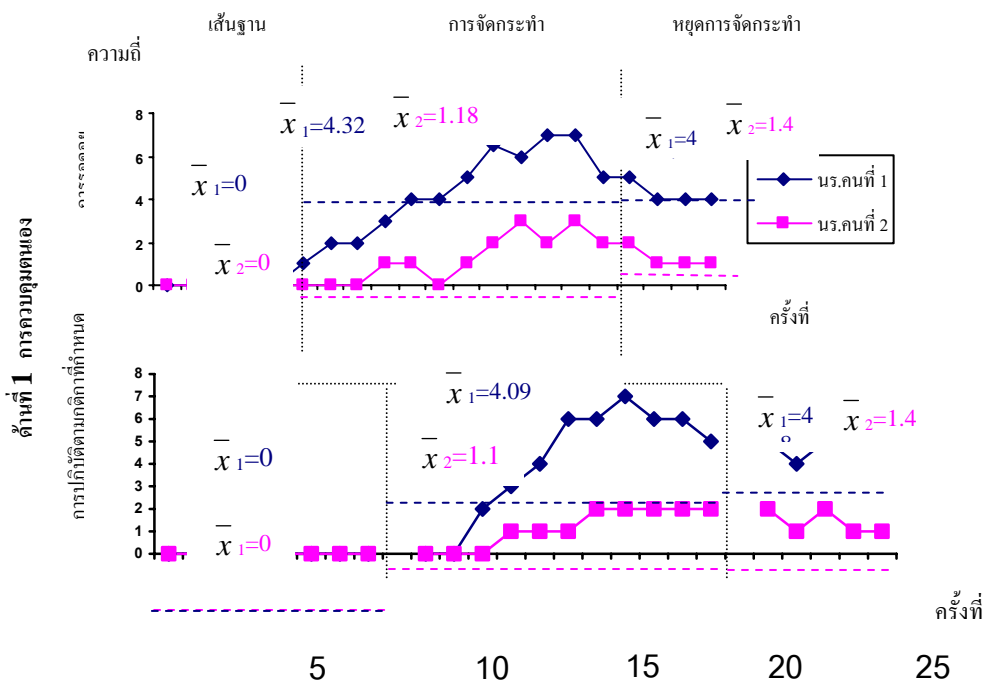 เส้นฐาน การจัดกระทำ หยุดการจัดกระทำ
ความถี่
x̄ 1=4.32 x̄ 2=1.18 x̄ 1=4 x̄ 2=1.4
x̄ 1=0
x̄ 2=0
8
6
4
2
0
นร.คนที่ 1
นร.คนที่ 2
ครั้งที่
ด้านที่ 1 การควบคุมตนเอง
การปฏิบัติตามกติกาที่กำหนด
x̄ 1=4.09 x̄ 1=4 x̄ 2=1.4
x̄ 2=1.1
x̄ 1=0
x̄ 1=0
8
7
6
5
4
3
2
1
0
ครั้งที่
5 10 15 20 25